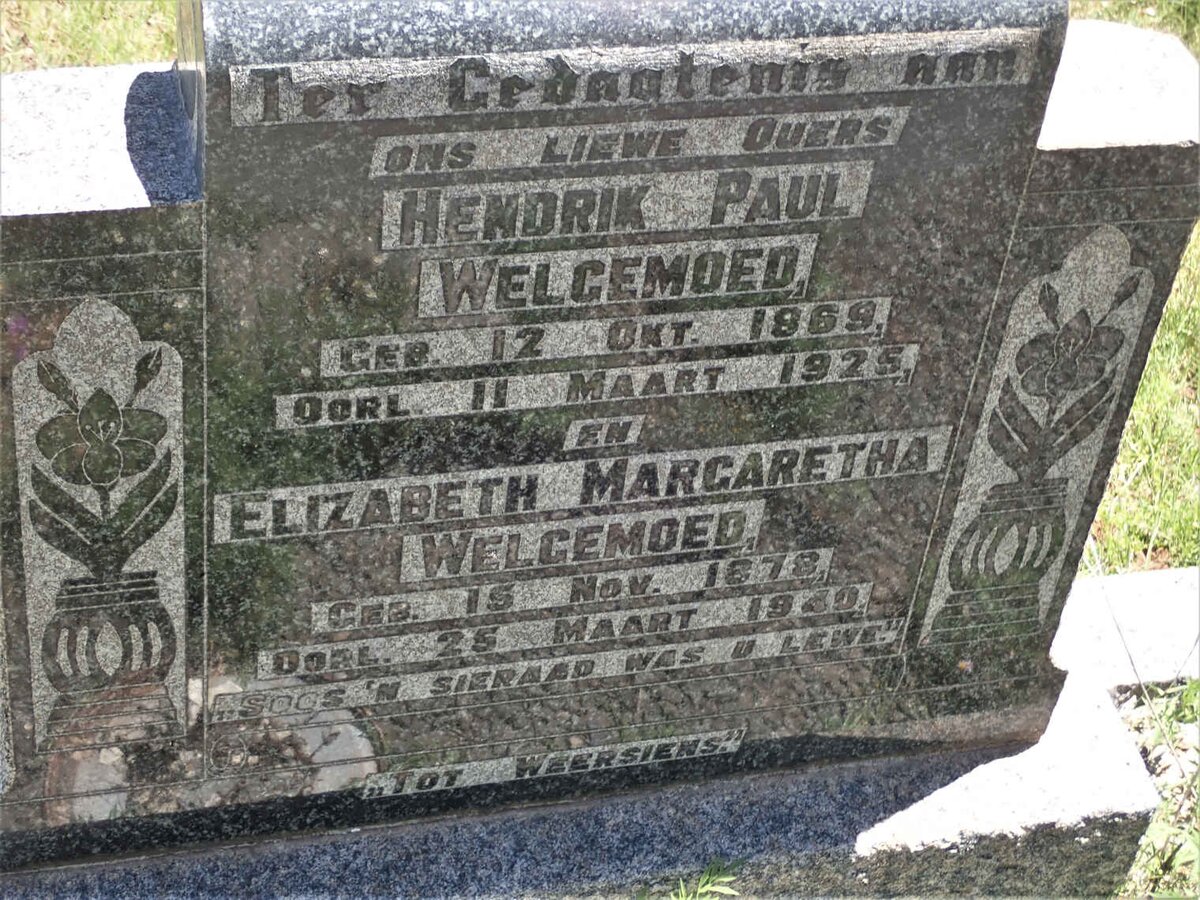 Ter Gedagtenis aan
ONS LIEWE OUERS
HENDRIK PAUL
WELGEMOED,
GEB. 12 OKT. 1869,
OORL. 11 MAART 1925,
EN
ELIZABETH MARGARETHA
WELGEMOED,
GEB. 15 NOV. 1878,
OORL. 25 MAART 1940,
„SOOS 'N SIERAAD WAS U LEWE."
„TOT WEERSIENS."